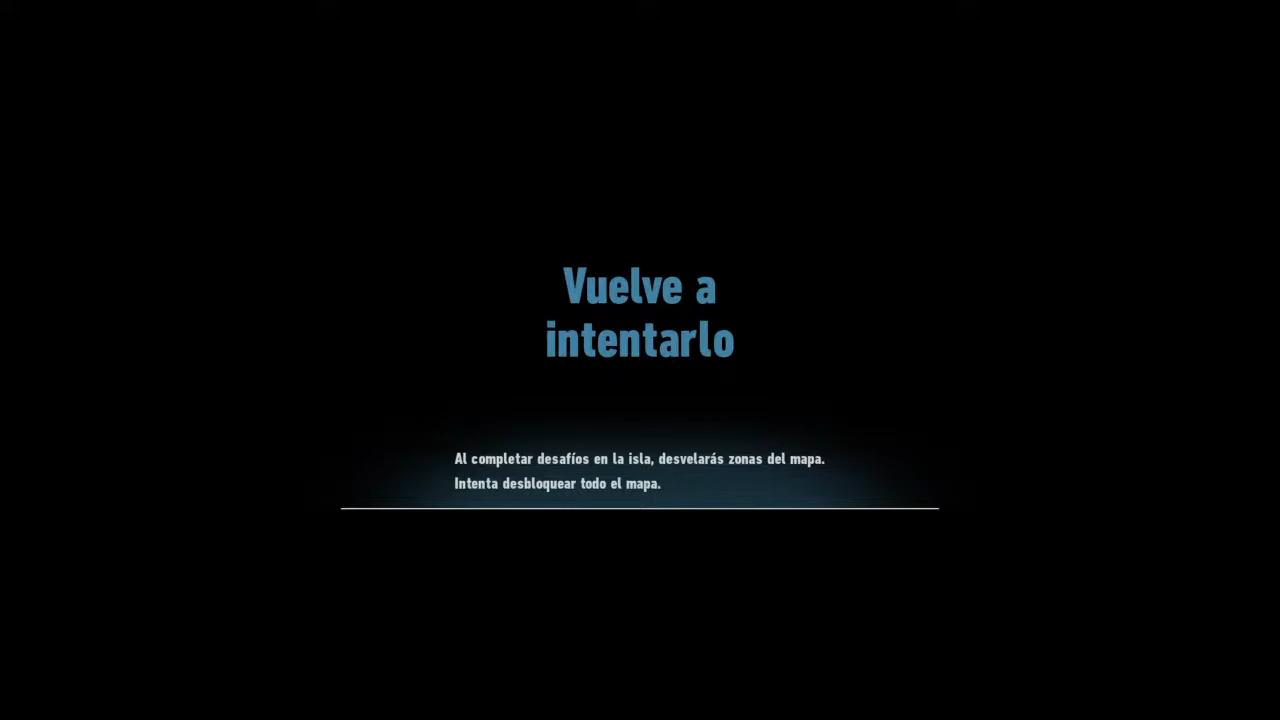 Vuelve a
intentarlo
Al completar desafíos en la isla, desvelarás zonas del mapa.
Intenta desbloquear todo el mapa.